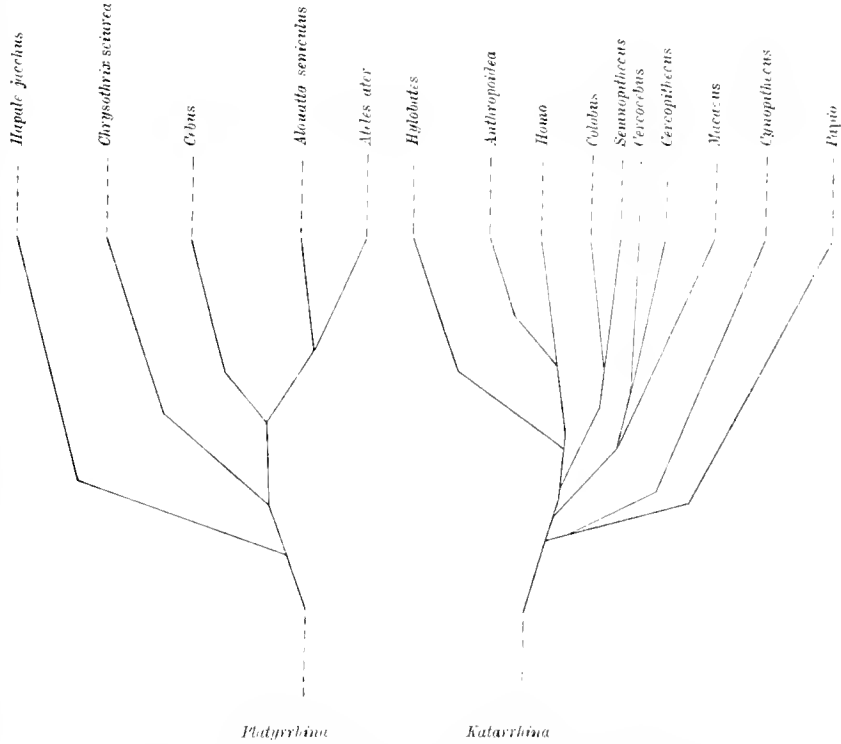 Hapale jacchus
Chrysothrix sciurea
Cebus
Alouatta seniculus
Ateles ater
Hylobates
Anthropoidea
Homo
Colobus
Semnopithecus
Cercocebus
Cercopithecus
Macacus
Cynopithecus
Papio
Platyrrhina
Katarrhina